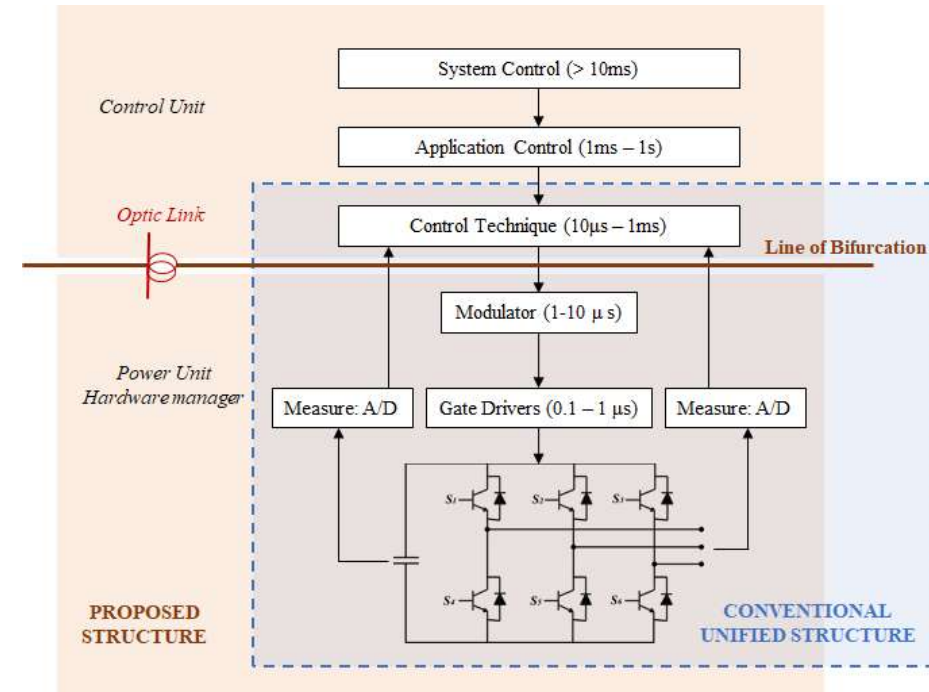 System Control (> 10ms)
Control Unit
Application Control (1ms – 1s)
Optic Link
Control Technique (10μs – 1ms)
Line of Bifurcation
Modulator (1-10 μ s)
Power Unit
Hardware manager
Measure: A/D
Gate Drivers (0.1 – 1 μs)
Measure: A/D
S1
S2
S3
S4
S5
S6
PROPOSED
STRUCTURE
CONVENTIONAL
UNIFIED STRUCTURE